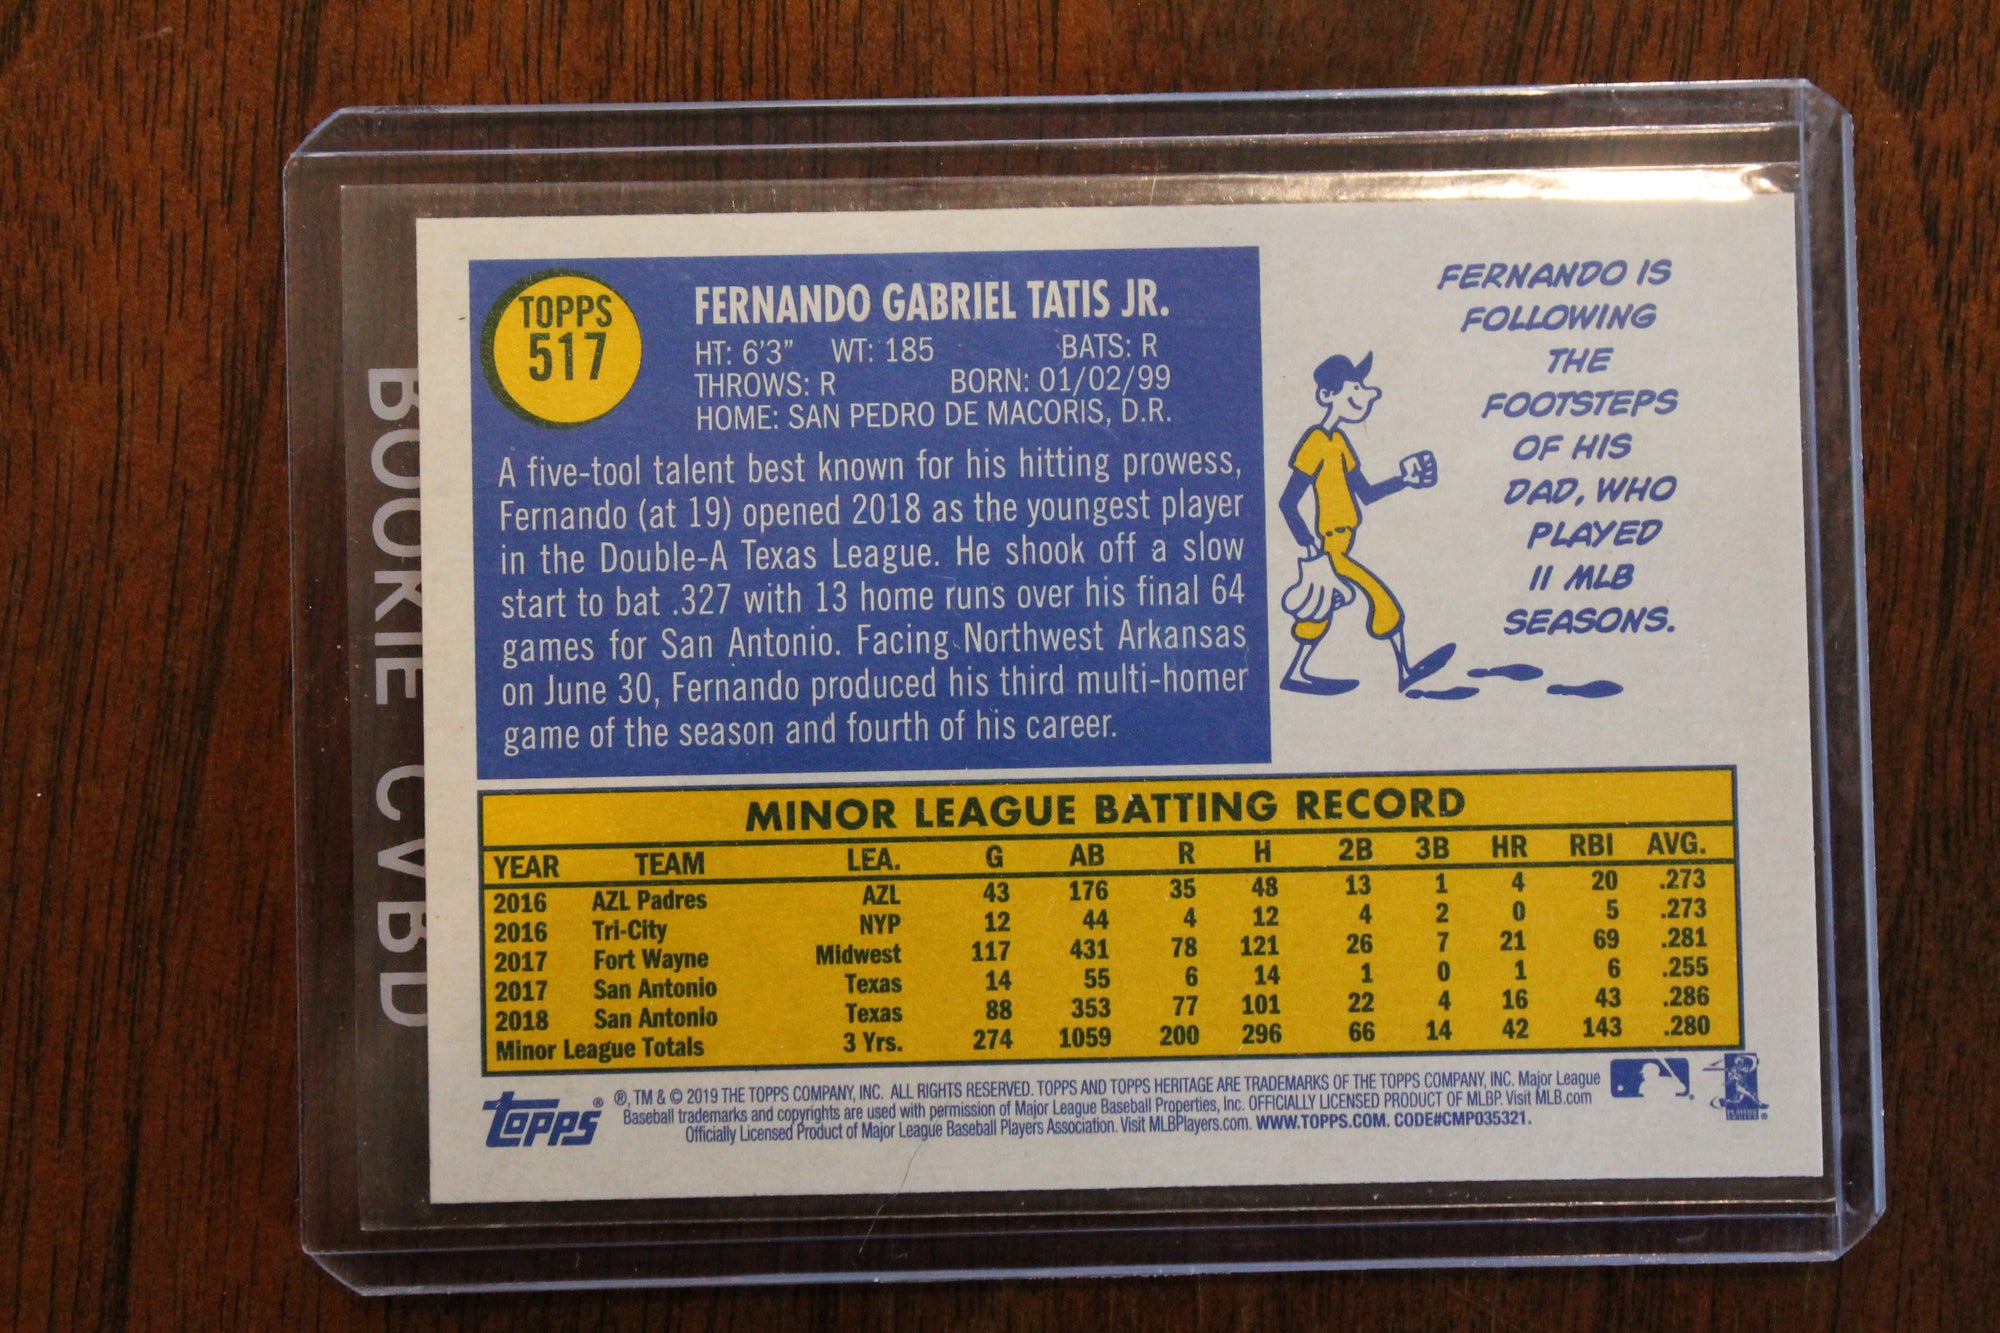 TOPPS
517
FERNANDO GABRIEL TATIS JR.
HT: 6'3" WT: 185 BATS: R
THROWS: R BORN: 01/02/99
HOME: SAN PEDRO DE MACORIS, D.R.
A five-tool talent best known for his hitting prowess,
Fernando (at 19) opened 2018 as the youngest player
in the Double-A Texas League. He shook off a slow
start to bat .327 with 13 home runs over his final 64
games for San Antonio. Facing Northwest Arkansas
on June 30, Fernando produced his third multi-homer
game of the season and fourth of his career.
FERNANDO IS
FOLLOWING
THE
FOOTSTEPS
OF HIS
DAD, WHO
PLAYED
11 MLB
SEASONS.
MINOR LEAGUE BATTING RECORD
YEAR TEAM LEA. G AB R H 2B 3B HR RBI AVG.
2016 AZL Padres AZL 43 176 35 48 13 1 4 20 .273
2016 Tri-City NYP 12 44 4 12 4 2 0 5 .273
2017 Fort Wayne Midwest 117 431 78 121 26 7 21 69 .281
2017 San Antonio Texas 14 55 6 14 1 0 1 6 .255
2018 San Antonio Texas 88 353 77 101 22 4 16 43 .286
Minor League Totals 3 Yrs. 274 1059 200 296 66 14 42 143 .280
Topps®
®, TM & © 2019 THE TOPPS COMPANY, INC. ALL RIGHTS RESERVED. TOPPS AND TOPPS HERITAGE ARE TRADEMARKS OF THE TOPPS COMPANY, INC. Major League
Baseball trademarks and copyrights are used with permission of Major League Baseball Properties, Inc. OFFICIALLY LICENSED PRODUCT OF MLBP. Visit MLB.com
Officially Licensed Product of Major League Baseball Players Association. Visit MLBPlayers.com. WWW.TOPPS.COM. CODE#CMP035321.